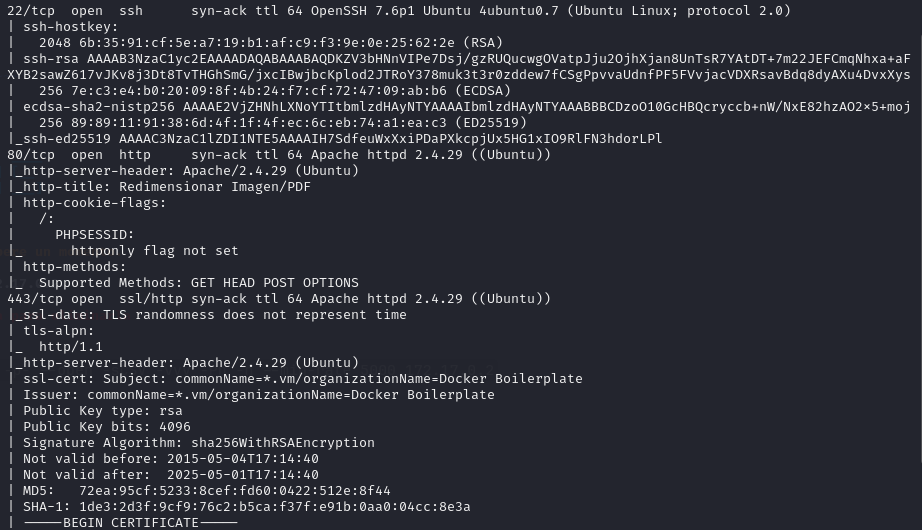 22/tcp  open  ssh      syn-ack ttl 64 OpenSSH 7.6p1 Ubuntu 4ubuntu0.7 (Ubuntu Linux; protocol 2.0)
| ssh-hostkey:
|   2048 6b:35:91:cf:5e:a7:19:b1:af:c9:f3:9e:0e:25:62:2e (RSA)
| ssh-rsa AAAAB3NzaC1yc2EAAAADAQABAAABAQDKZV3bHNnVIPe7Dsj/gzRUQucwgOVatpJju2OjhXjan8UnTsR7YAtDT+7m22JEFCmqNhxa+aF
XYB2sawZ617vJKv8j3Dt8TvTHGhSmG/jxcIBwjbcKplod2JTRoY378muk3t3r0zddew7fCSgPpvvaUdnfPF5FVvjacVDXRsavBdq8dyAXu4DvxXys
|   256 7e:c3:e4:b0:20:09:8f:4b:24:f7:cf:72:47:09:ab:b6 (ECDSA)
| ecdsa-sha2-nistp256 AAAAE2VjZHNhLXNoYTItbmlzdHAyNTYAAAAIbmlzdHAyNTYAAABBBCDzoO10GcHBQcryccb+nW/NxE82hzAO2×5+moj
|   256 89:89:11:91:38:6d:4f:1f:4f:ec:6c:eb:74:a1:ea:c3 (ED25519)
|_ssh-ed25519 AAAAC3NzaC1lZDI1NTE5AAAAIH7SdfeuWxXxiPDaPXkcpjUx5HG1xIO9RlFN3hdorLPl
80/tcp  open  http     syn-ack ttl 64 Apache httpd 2.4.29 ((Ubuntu))
|_http-server-header: Apache/2.4.29 (Ubuntu)
|_http-title: Redimensionar Imagen/PDF
| http-cookie-flags:
|   /:
|     PHPSESSID:
|_      httponly flag not set
| http-methods:
|_  Supported Methods: GET HEAD POST OPTIONS
443/tcp open  ssl/http syn-ack ttl 64 Apache httpd 2.4.29 ((Ubuntu))
|_ssl-date: TLS randomness does not represent time
| tls-alpn:
|_  http/1.1
|_http-server-header: Apache/2.4.29 (Ubuntu)
| ssl-cert: Subject: commonName=*.vm/organizationName=Docker Boilerplate
| Issuer: commonName=*.vm/organizationName=Docker Boilerplate
| Public Key type: rsa
| Public Key bits: 4096
| Signature Algorithm: sha256WithRSAEncryption
| Not valid before: 2015-05-04T17:14:40
| Not valid after:  2025-05-01T17:14:40
| MD5:   72ea:95cf:5233:8cef:fd60:0422:512e:8f44
| SHA-1: 1de3:2d3f:9cf9:76c2:b5ca:f37f:e91b:0aa0:04cc:8e3a
| -----BEGIN CERTIFICATE-----